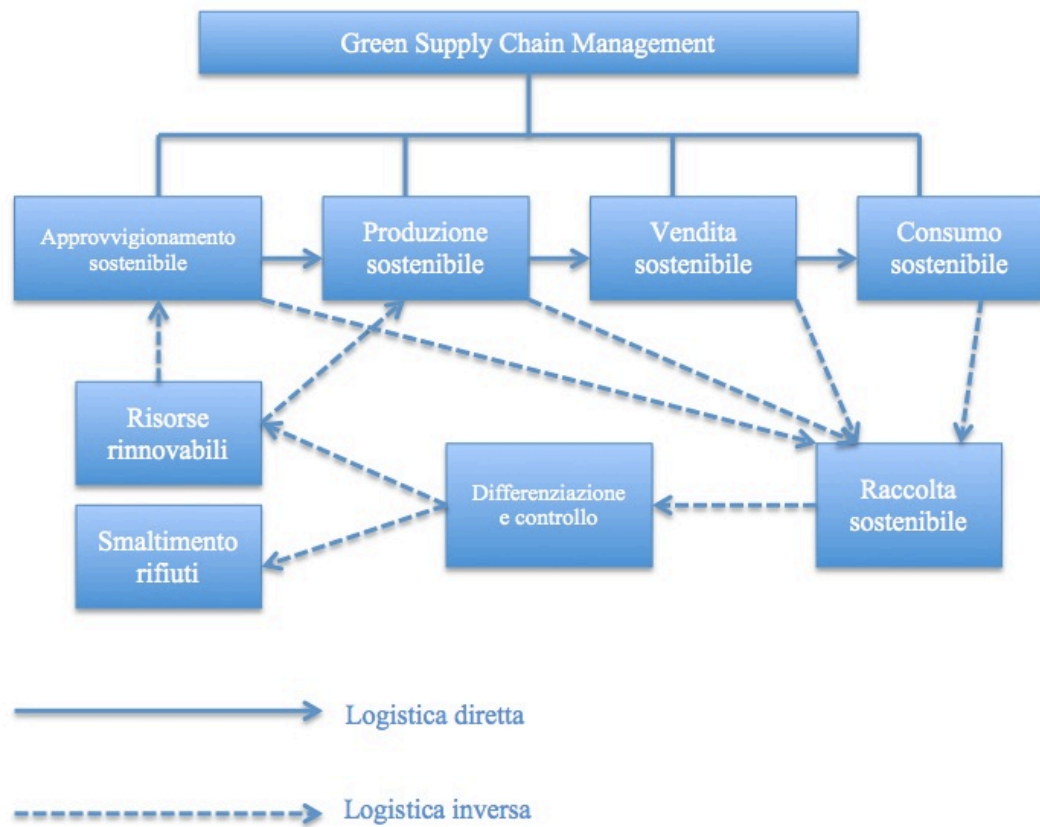 Green Supply Chain Management
Approvvigionamento
sostenibile
Produzione
sostenibile
Vendita
sostenibile
Consumo
sostenibile
Risorse
rinnovabili
Differenziazione
e controllo
Raccolta
sostenibile
Smaltimento
rifiuti
Logistica diretta
Logistica inversa